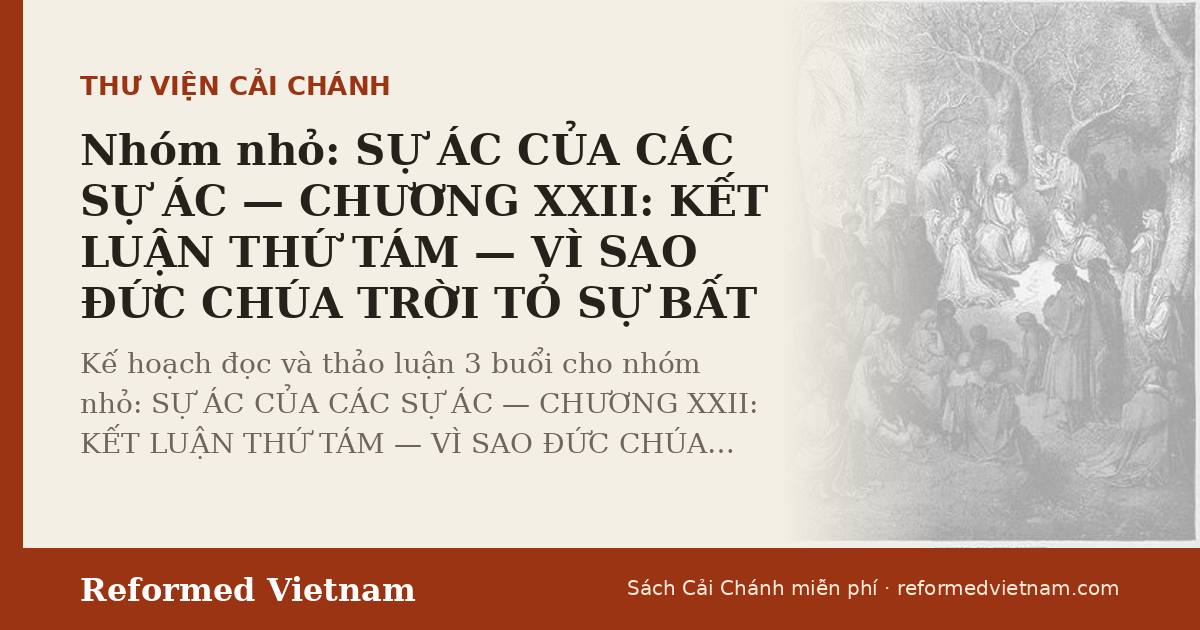 THƯ VIỆN CẢI CHÁNH
Nhóm nhỏ: SỰ ÁC CỦA CÁC
SỰ ÁC — CHƯƠNG XXII: KẾT
LUẬN THỨ TÁM — VÌ SAO
ĐỨC CHÚA TRỜI TỎ SỰ BẤT
Kế hoạch đọc và thảo luận 3 buổi cho nhóm
nhỏ: SỰ ÁC CỦA CÁC SỰ ÁC — CHƯƠNG XXII:
KẾT LUẬN THỨ TÁM — VÌ SAO ĐỨC CHÚA...
Reformed Vietnam
Sách Cải Chánh miễn phí · reformedvietnam.com